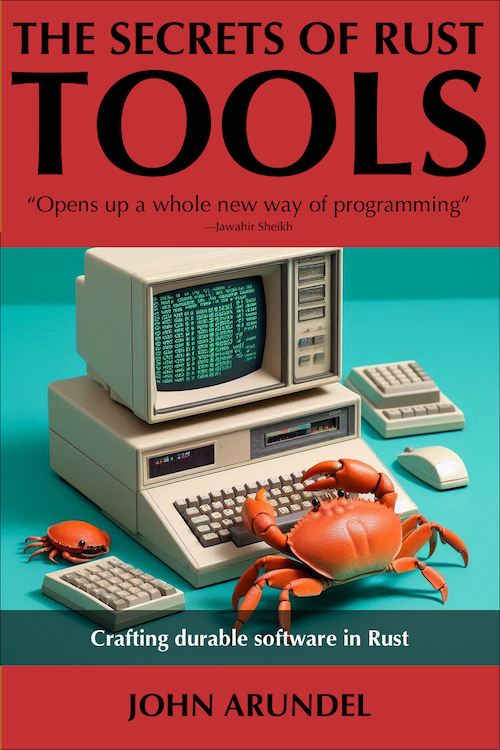 THE SECRETS OF RUST
TOOLS
“Opens up a whole new way of programming”
—Jawahir Sheikh
Crafting durable software in Rust
JOHN ARUNDEL